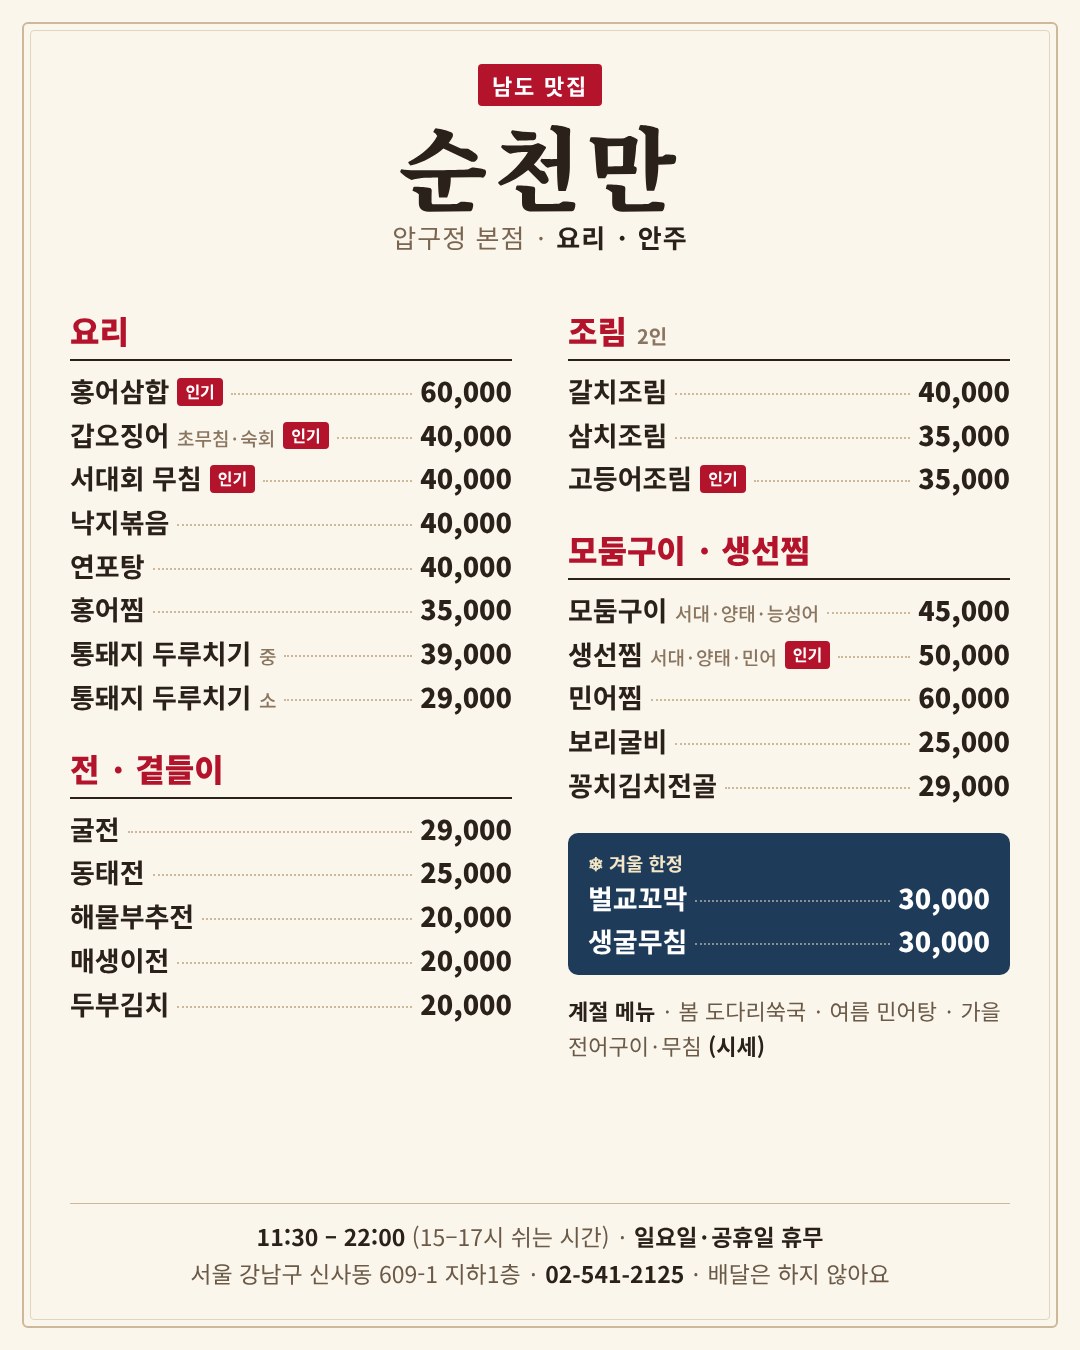 남도 맛집
순천만
압구정 본점 · 요리 · 안주
요리
홍어삼합 인기 60,000
갑오징어 초무침·숙회 인기 40,000
서대회 무침 인기 40,000
낙지볶음 40,000
연포탕 40,000
홍어찜 35,000
통돼지 두루치기 중 39,000
통돼지 두루치기 소 29,000
전 · 곁들이
굴전 29,000
동태전 25,000
해물부추전 20,000
매생이전 20,000
두부김치 20,000
조림 2인
갈치조림 40,000
삼치조림 35,000
고등어조림 인기 35,000
모둠구이 · 생선찜
모둠구이 서대·양태·능성어 45,000
생선찜 서대·양태·민어 인기 50,000
민어찜 60,000
보리굴비 25,000
꽁치김치전골 29,000
❄ 겨울 한정
벌교꼬막 30,000
생굴무침 30,000
계절 메뉴 · 봄 도다리쑥국 · 여름 민어탕 · 가을
전어구이·무침 (시세)
11:30 – 22:00 (15–17시 쉬는 시간) · 일요일·공휴일 휴무
서울 강남구 신사동 609-1 지하1층 · 02-541-2125 · 배달은 하지 않아요